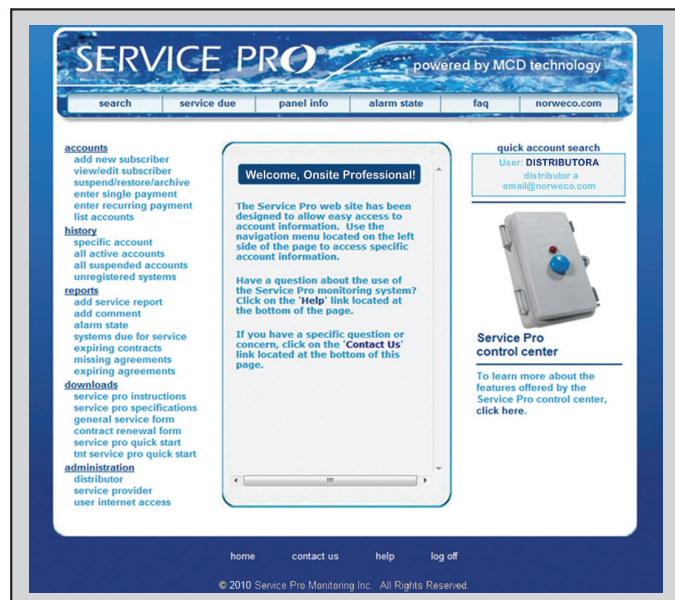 SERVICE PRO®
powered by MCD technology
search service due panel info alarm state faq norweco.com
accounts
add new subscriber
view/edit subscriber
suspend/restore/archive
enter single payment
enter recurring payment
list accounts
history
specific account
all active accounts
all suspended accounts
unregistered systems
reports
add service report
add comment
alarm state
systems due for service
expiring contracts
missing agreements
expiring agreements
downloads
service pro instructions
service pro specifications
general service form
contract renewal form
service pro quick start
tnt service pro quick start
administration
distributor
service provider
user internet access
Welcome, Onsite Professional!
The Service Pro web site has been
designed to allow easy access to
account information. Use the
navigation menu located on the left
side of the page to access specific
account information.
Have a question about the use of
the Service Pro monitoring system?
Click on the 'Help' link located at
the bottom of the page.
If you have a specific question or
concern, click on the 'Contact Us'
link located at the bottom of this
page.
quick account search
User: DISTRIBUTORA
distributor a
email@norweco.com
Service Pro
control center
To learn more about the
features offered by the
Service Pro control center,
click here.
home contact us help log off
© 2010 Service Pro Monitoring Inc. All Rights Reserved.